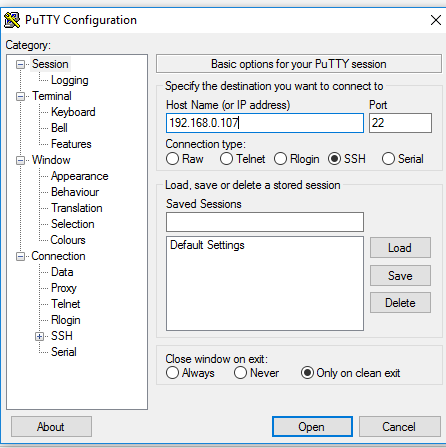 PuTTY Configuration
Category:
Session
Logging
Terminal
Keyboard
Bell
Features
Window
Appearance
Behaviour
Translation
Selection
Colours
Connection
Data
Proxy
Telnet
Rlogin
SSH
Serial
Basic options for your PuTTY session
Specify the destination you want to connect to
Host Name (or IP address) Port
192.168.0.107 22
Connection type:
Raw Telnet Rlogin SSH Serial
Load, save or delete a stored session
Saved Sessions
Default Settings
Load
Save
Delete
Close window on exit:
Always Never Only on clean exit
About Open Cancel